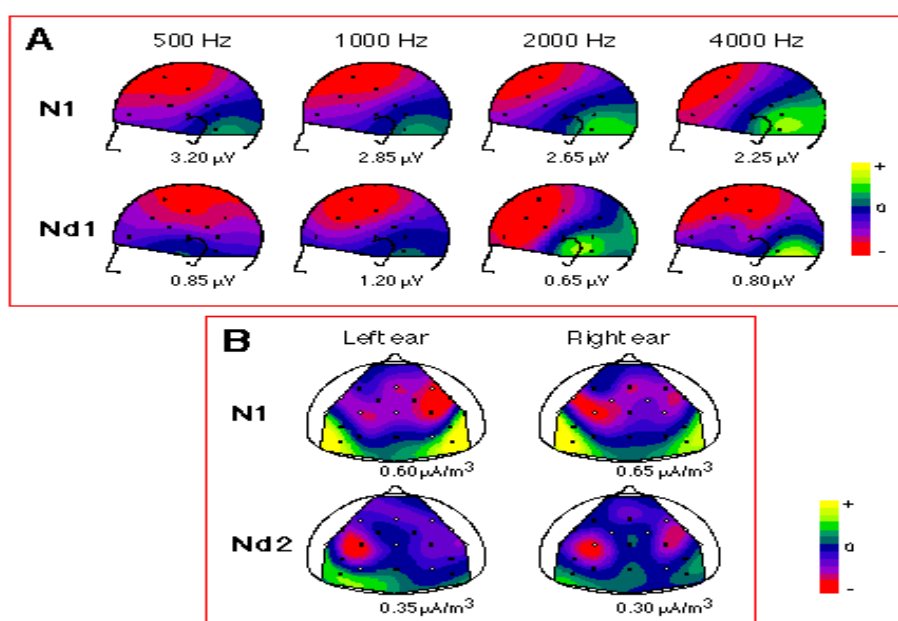 A
500 Hz 1000 Hz 2000 Hz 4000 Hz
N1
3.20 µV 2.85 µV 2.65 µV 2.25 µV
+
0
-
Nd1
0.85 µV 1.20 µV 0.65 µV 0.80 µV
B
Left ear Right ear
N1
0.60 µA/m³ 0.65 µA/m³
+
0
-
Nd2
0.35 µA/m³ 0.30 µA/m³